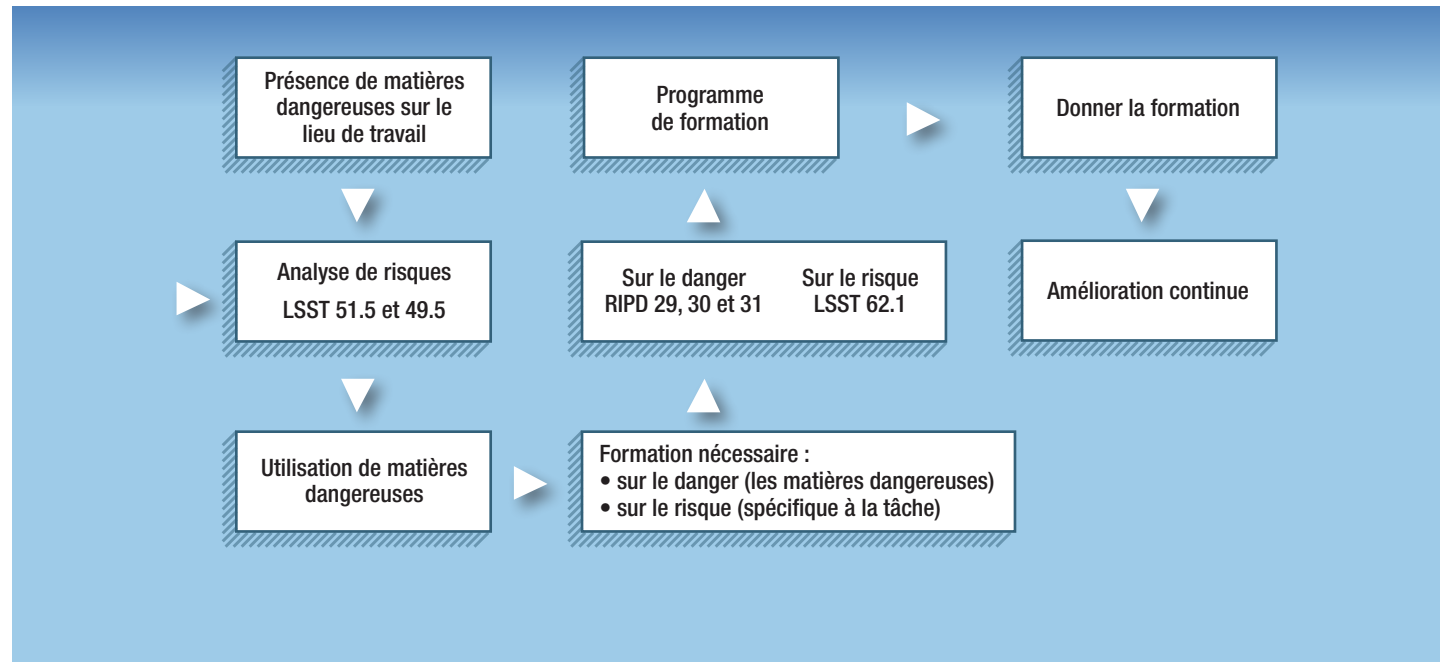 Présence de matières
dangereuses sur le
lieu de travail
Analyse de risques
LSST 51.5 et 49.5
Utilisation de matières
dangereuses
Formation nécessaire :
• sur le danger (les matières dangereuses)
• sur le risque (spécifique à la tâche)
Sur le danger
RIPD 29, 30 et 31
Sur le risque
LSST 62.1
Programme
de formation
Donner la formation
Amélioration continue